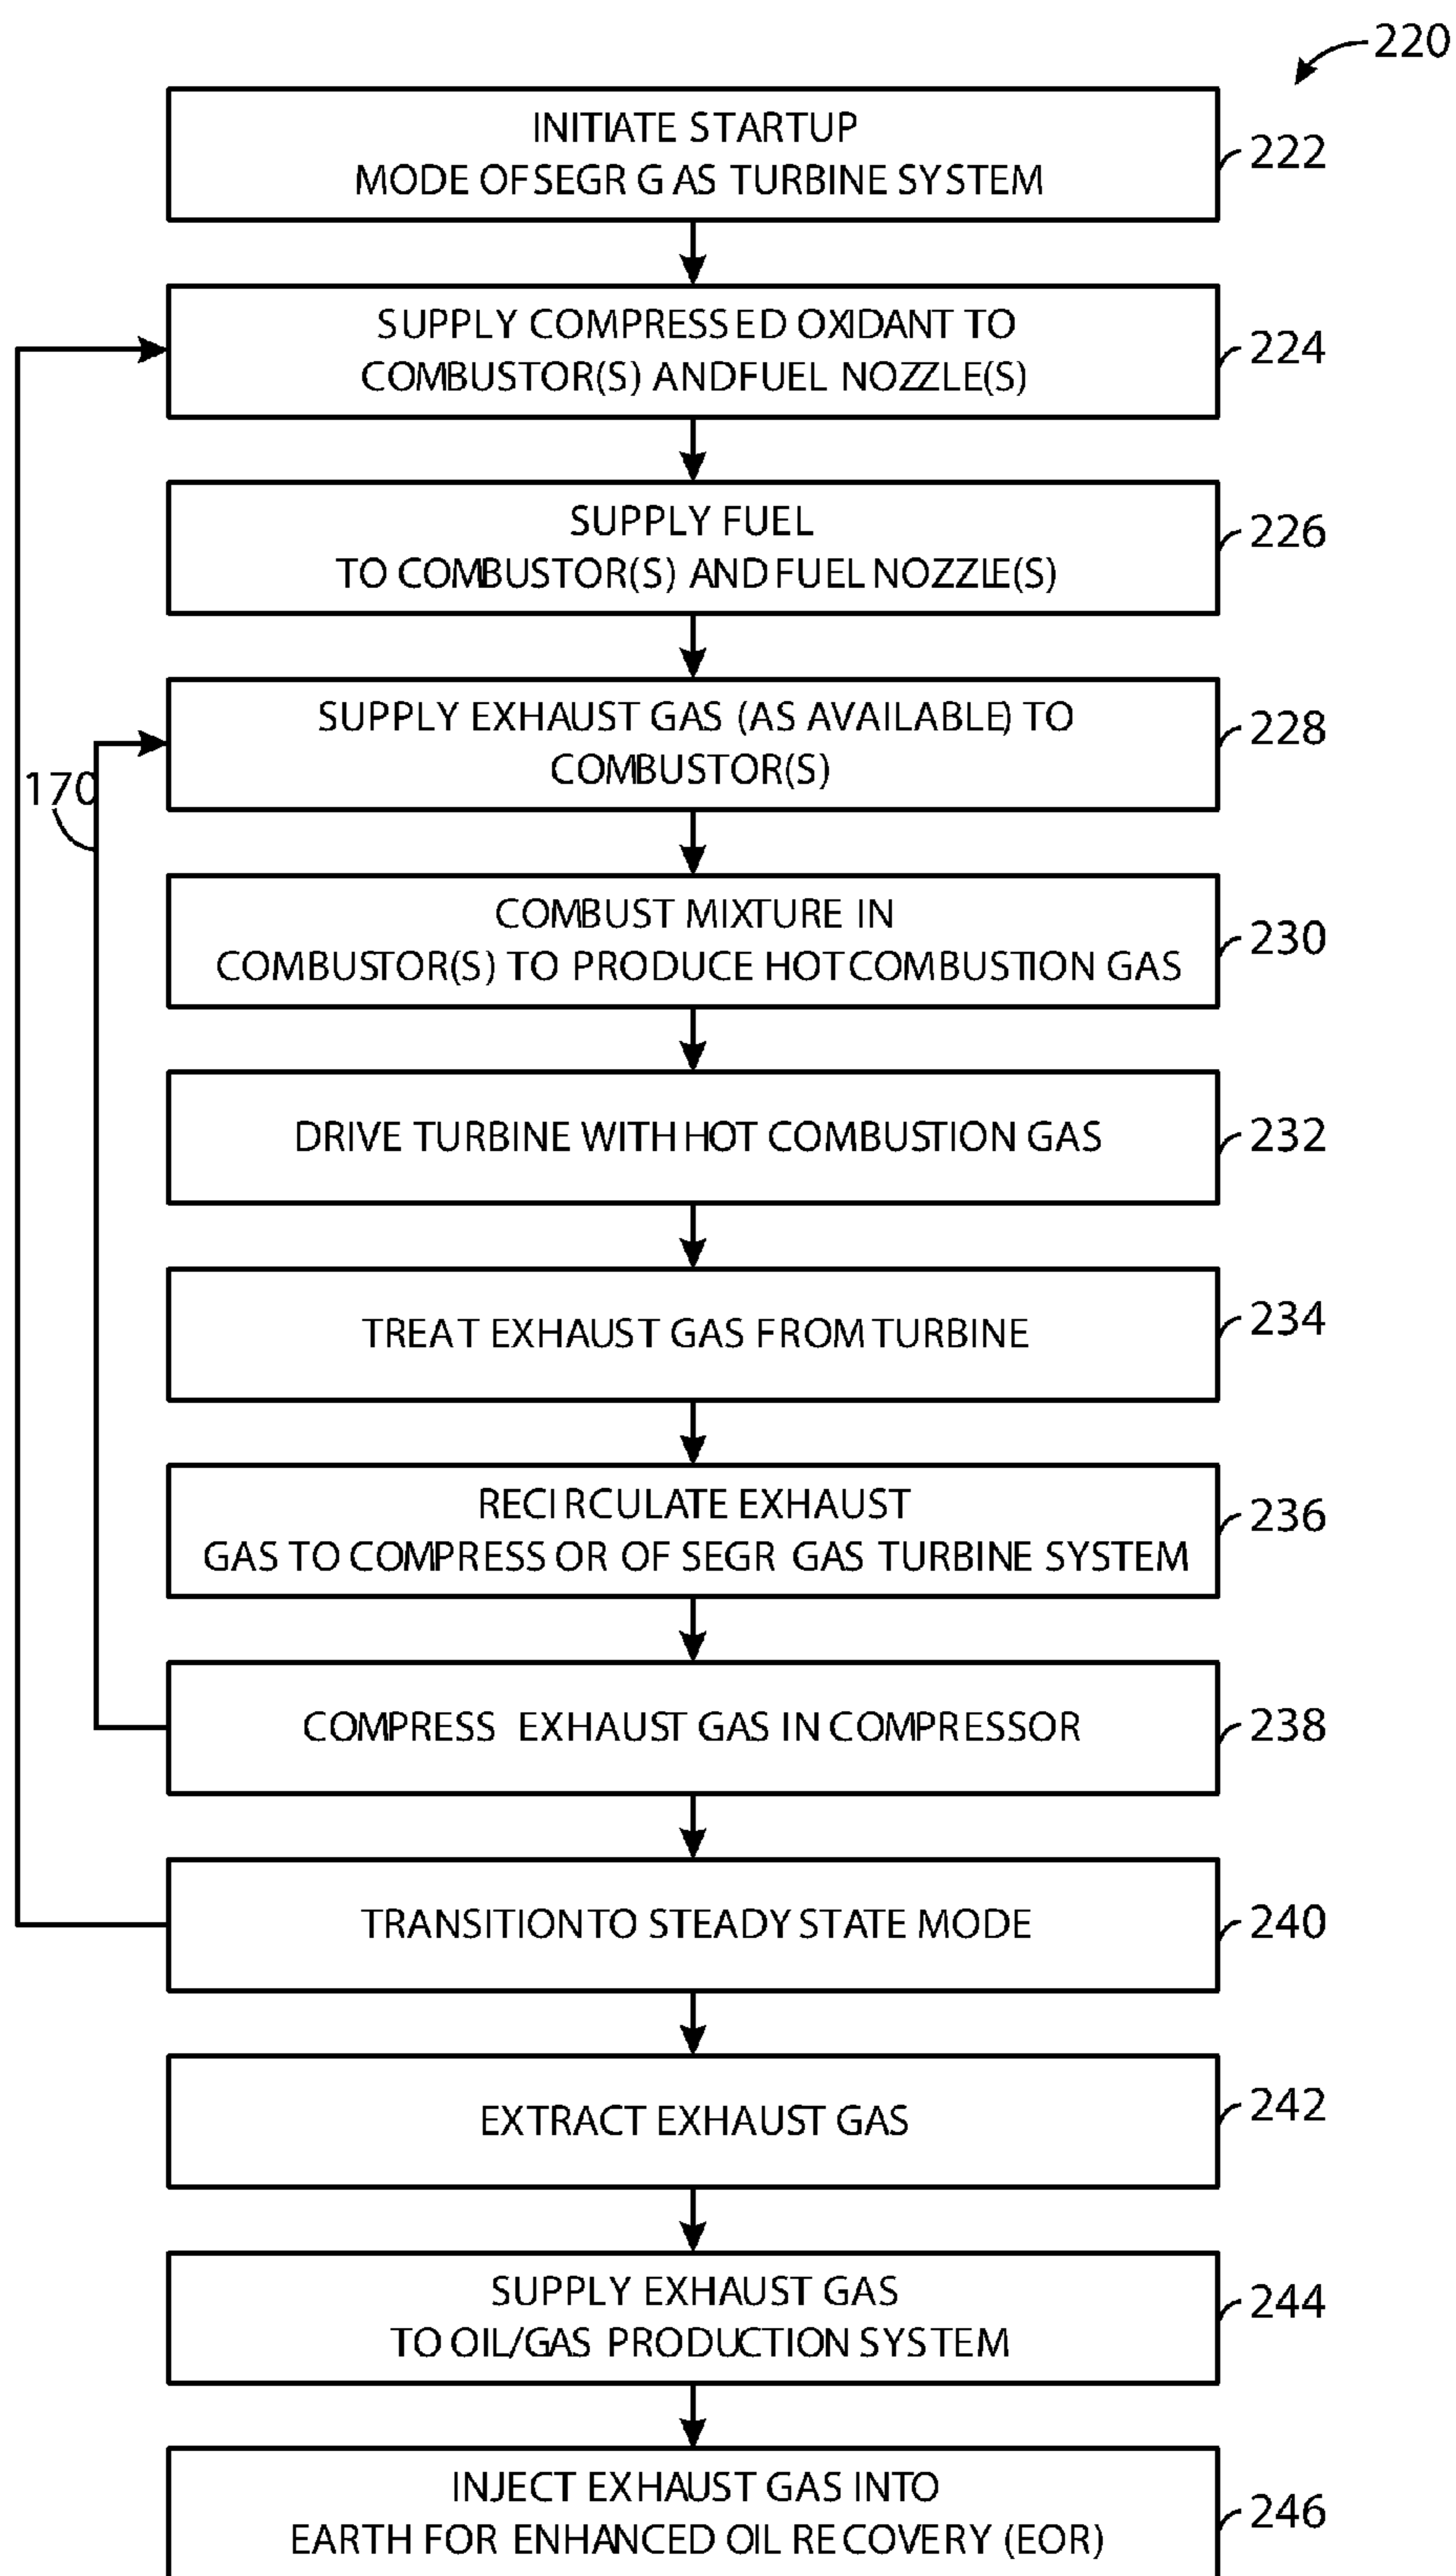 220
INITIATE STARTUP
MODE OF SEGR GAS TURBINE SYSTEM
222
SUPPLY COMPRESSED OXIDANT TO
COMBUSTOR(S) AND FUEL NOZZLE(S)
224
SUPPLY FUEL
TO COMBUSTOR(S) AND FUEL NOZZLE(S)
226
SUPPLY EXHAUST GAS (AS AVAILABLE) TO
COMBUSTOR(S)
228
170
COMBUST MIXTURE IN
COMBUSTOR(S) TO PRODUCE HOT COMBUSTION GAS
230
DRIVE TURBINE WITH HOT COMBUSTION GAS
232
TREAT EXHAUST GAS FROM TURBINE
234
RECIRCULATE EXHAUST
GAS TO COMPRESSOR OF SEGR GAS TURBINE SYSTEM
236
COMPRESS EXHAUST GAS IN COMPRESSOR
238
TRANSITION TO STEADY STATE MODE
240
EXTRACT EXHAUST GAS
242
SUPPLY EXHAUST GAS
TO OIL/GAS PRODUCTION SYSTEM
244
INJECT EXHAUST GAS INTO
EARTH FOR ENHANCED OIL RECOVERY (EOR)
246